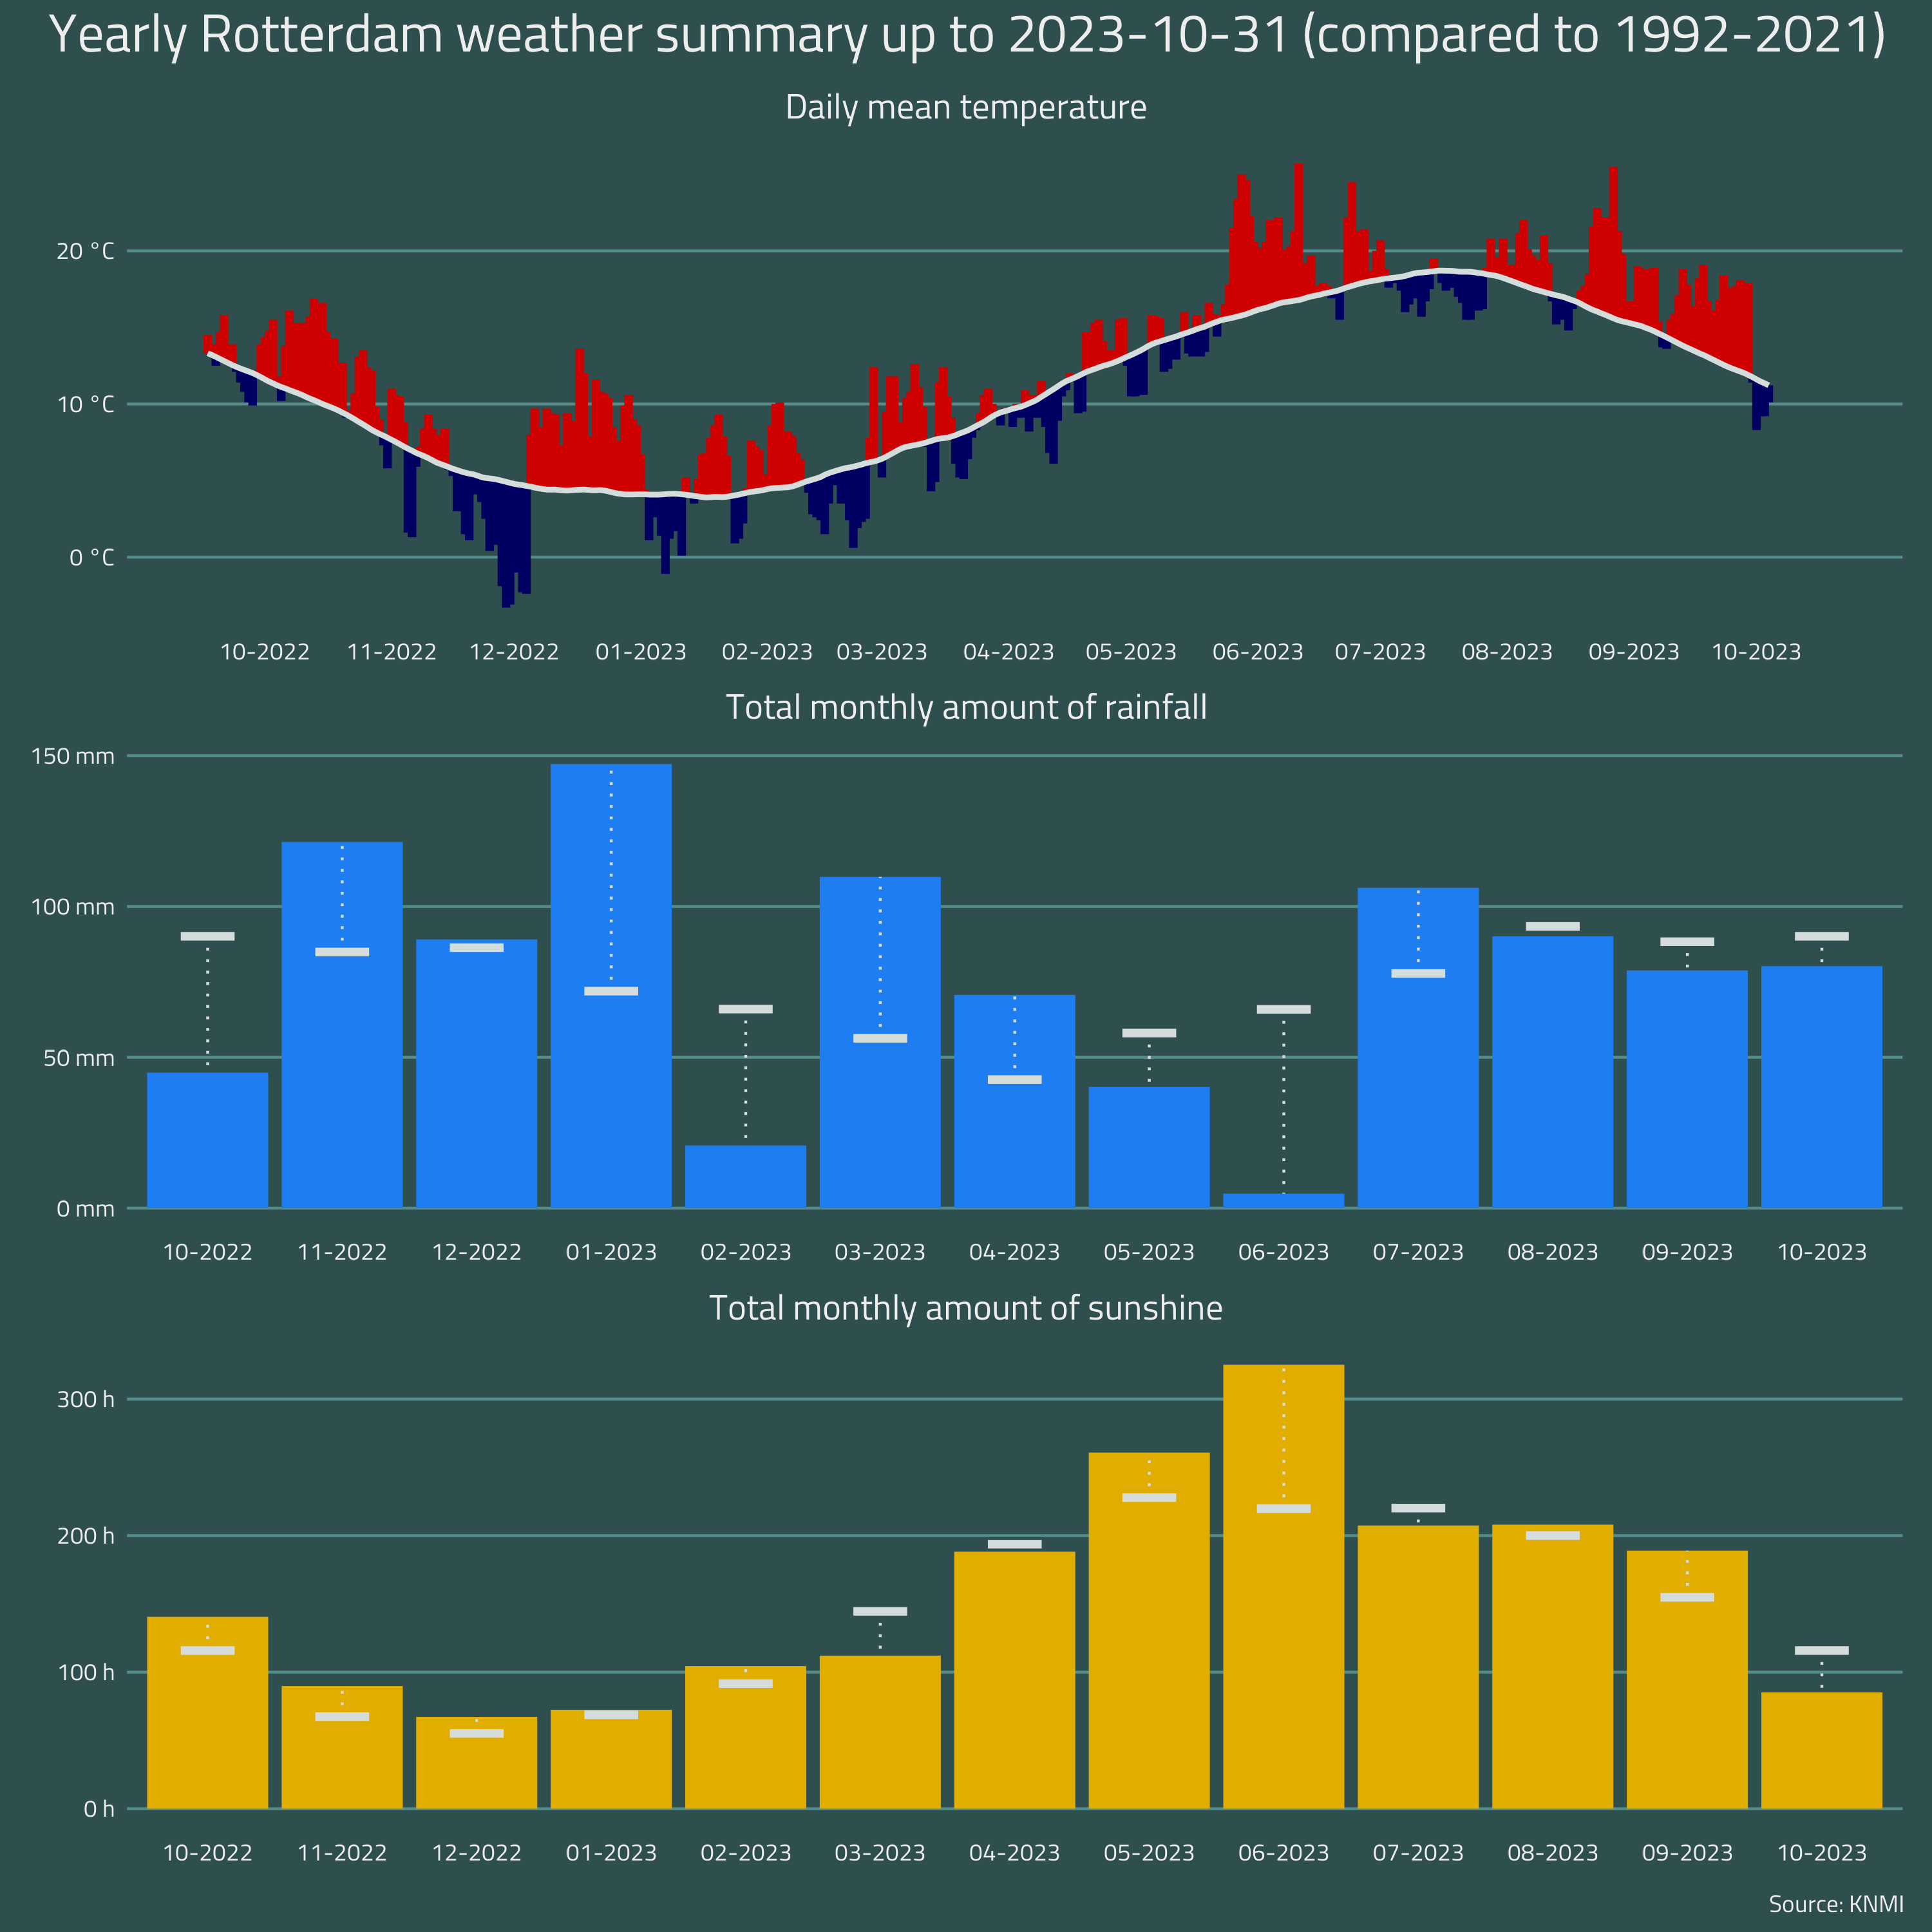 Yearly Rotterdam weather summary up to 2023-10-31 (compared to 1992-2021)
Daily mean temperature
20 °C
10 °C
0 °C
10-2022 11-2022 12-2022 01-2023 02-2023 03-2023 04-2023 05-2023 06-2023 07-2023 08-2023 09-2023 10-2023
Total monthly amount of rainfall
150 mm
100 mm
50 mm
0 mm
10-2022 11-2022 12-2022 01-2023 02-2023 03-2023 04-2023 05-2023 06-2023 07-2023 08-2023 09-2023 10-2023
Total monthly amount of sunshine
300 h
200 h
100 h
0 h
10-2022 11-2022 12-2022 01-2023 02-2023 03-2023 04-2023 05-2023 06-2023 07-2023 08-2023 09-2023 10-2023
Source: KNMI